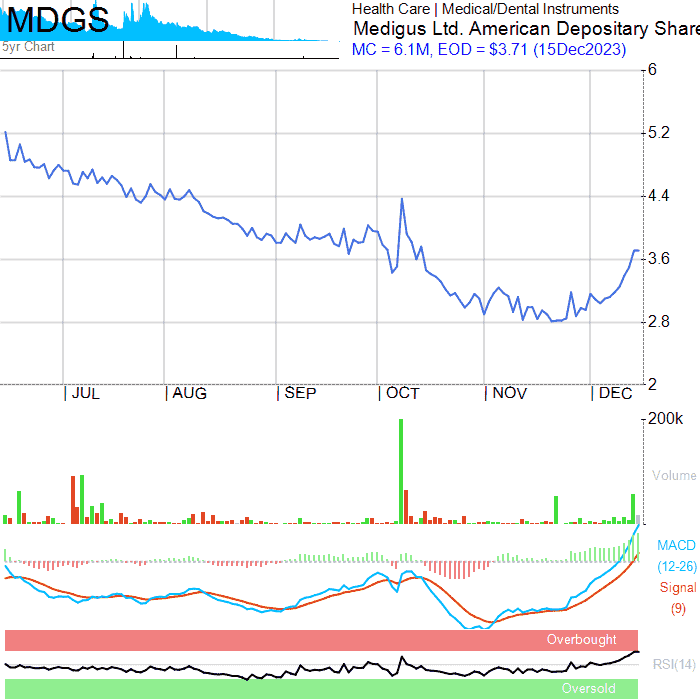 MDGS
5yr Chart
Health Care | Medical/Dental Instruments
Medigus Ltd. American Depositary Share
MC = 6.1M, EOD = $3.71 (15Dec2023)
6
5.2
4.4
3.6
2.8
2
| JUL | AUG | SEP | OCT | NOV | DEC
200k
Volume
MACD
(12-26)
Signal
(9)
Overbought
RSI(14)
Oversold